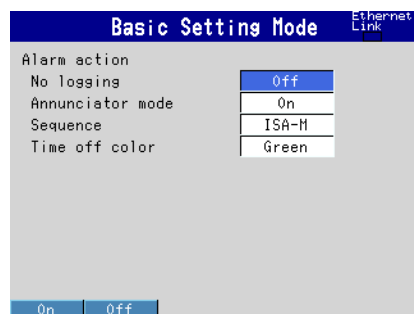 Basic Setting Mode
Ethernet
Link
Alarm action
No logging Off
Annunciator mode On
Sequence ISA-M
Time off color Green
On Off